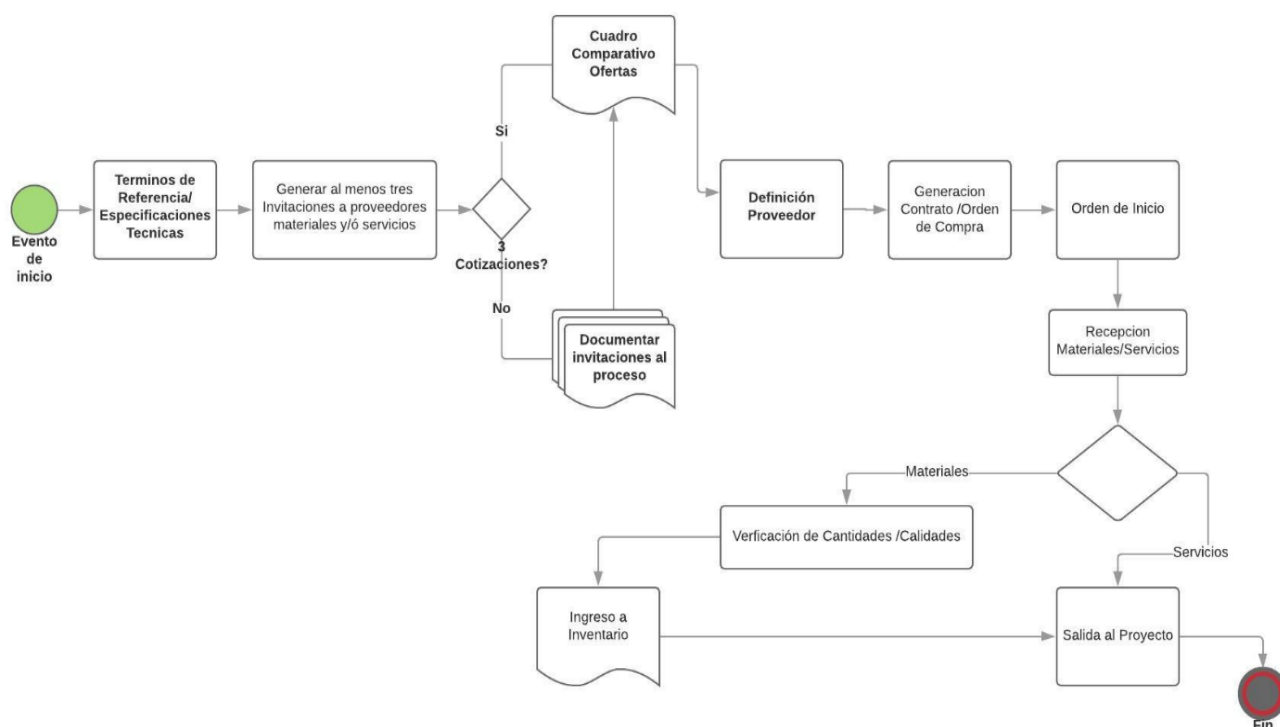 Cuadro
Comparativo
Ofertas
Si
Terminos de
Referencia/
Especificaciones
Tecnicas
Generar al menos tres
Invitaciones a proveedores
materiales y/ó servicios
Definición
Proveedor
Generacion
Contrato /Orden
de Compra
Orden de Inicio
Evento
de
inicio
3
Cotizaciones?
No
Documentar
invitaciones al
proceso
Recepcion
Materiales/Servicios
Materiales
Verficación de Cantidades /Calidades
Servicios
Ingreso a
Inventario
Salida al Proyecto
Fin